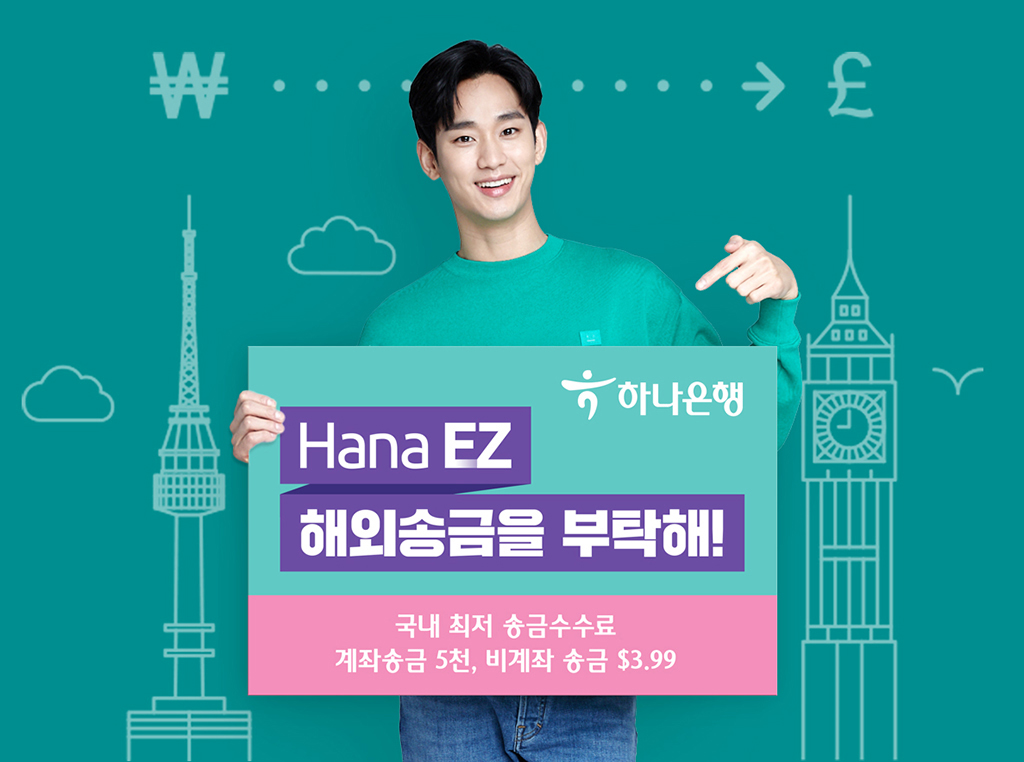 ₩ → £
하나은행
Hana EZ
해외송금을 부탁해!
국내 최저 송금수수료
계좌송금 5천, 비계좌 송금 $3.99